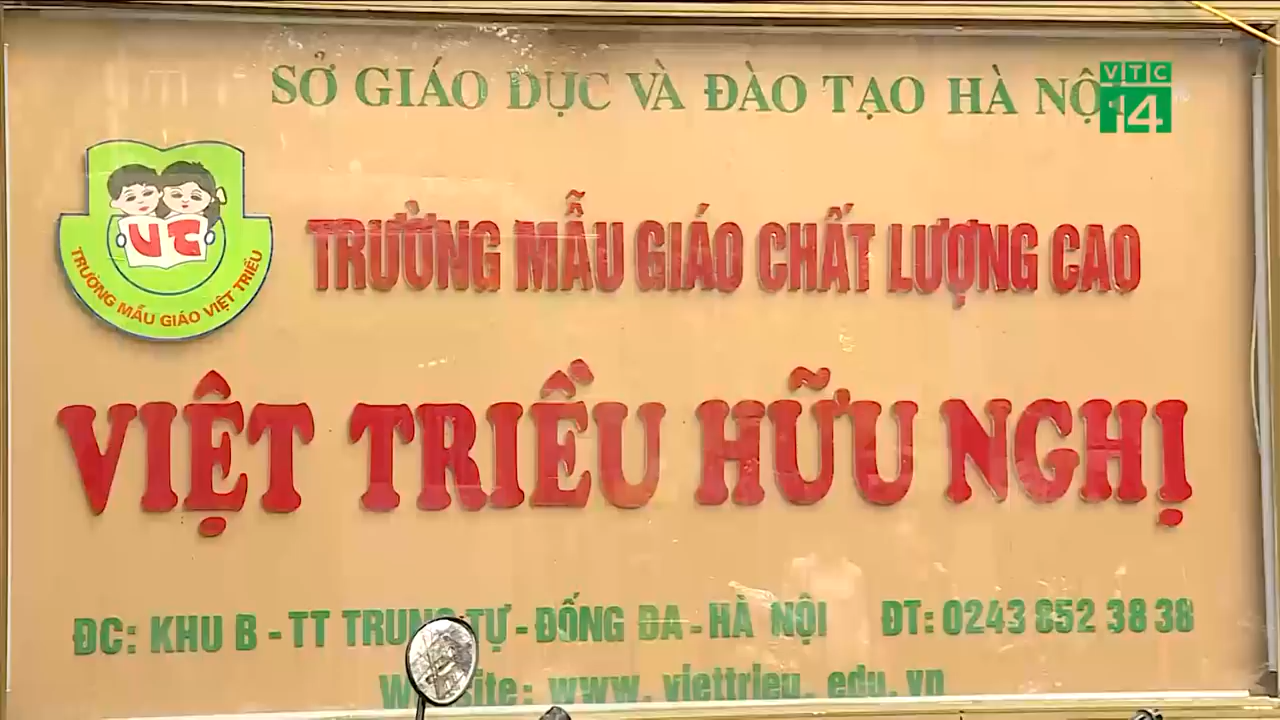 SỞ GIÁO DỤC VÀ ĐÀO TẠO HÀ NỘ
VTC
14
VT
TRƯỜNG MẪU GIÁO VIỆT TRIỀU
TRƯỜNG MẪU GIÁO CHẤT LƯỢNG CAO
VIỆT TRIỀU HỮU NGHỊ
ĐC: KHU B - TT TRUNG TỰ - ĐỐNG ĐA - HÀ NỘI ĐT: 0243 852 38 38
Website: www.viettrieu.edu.vn